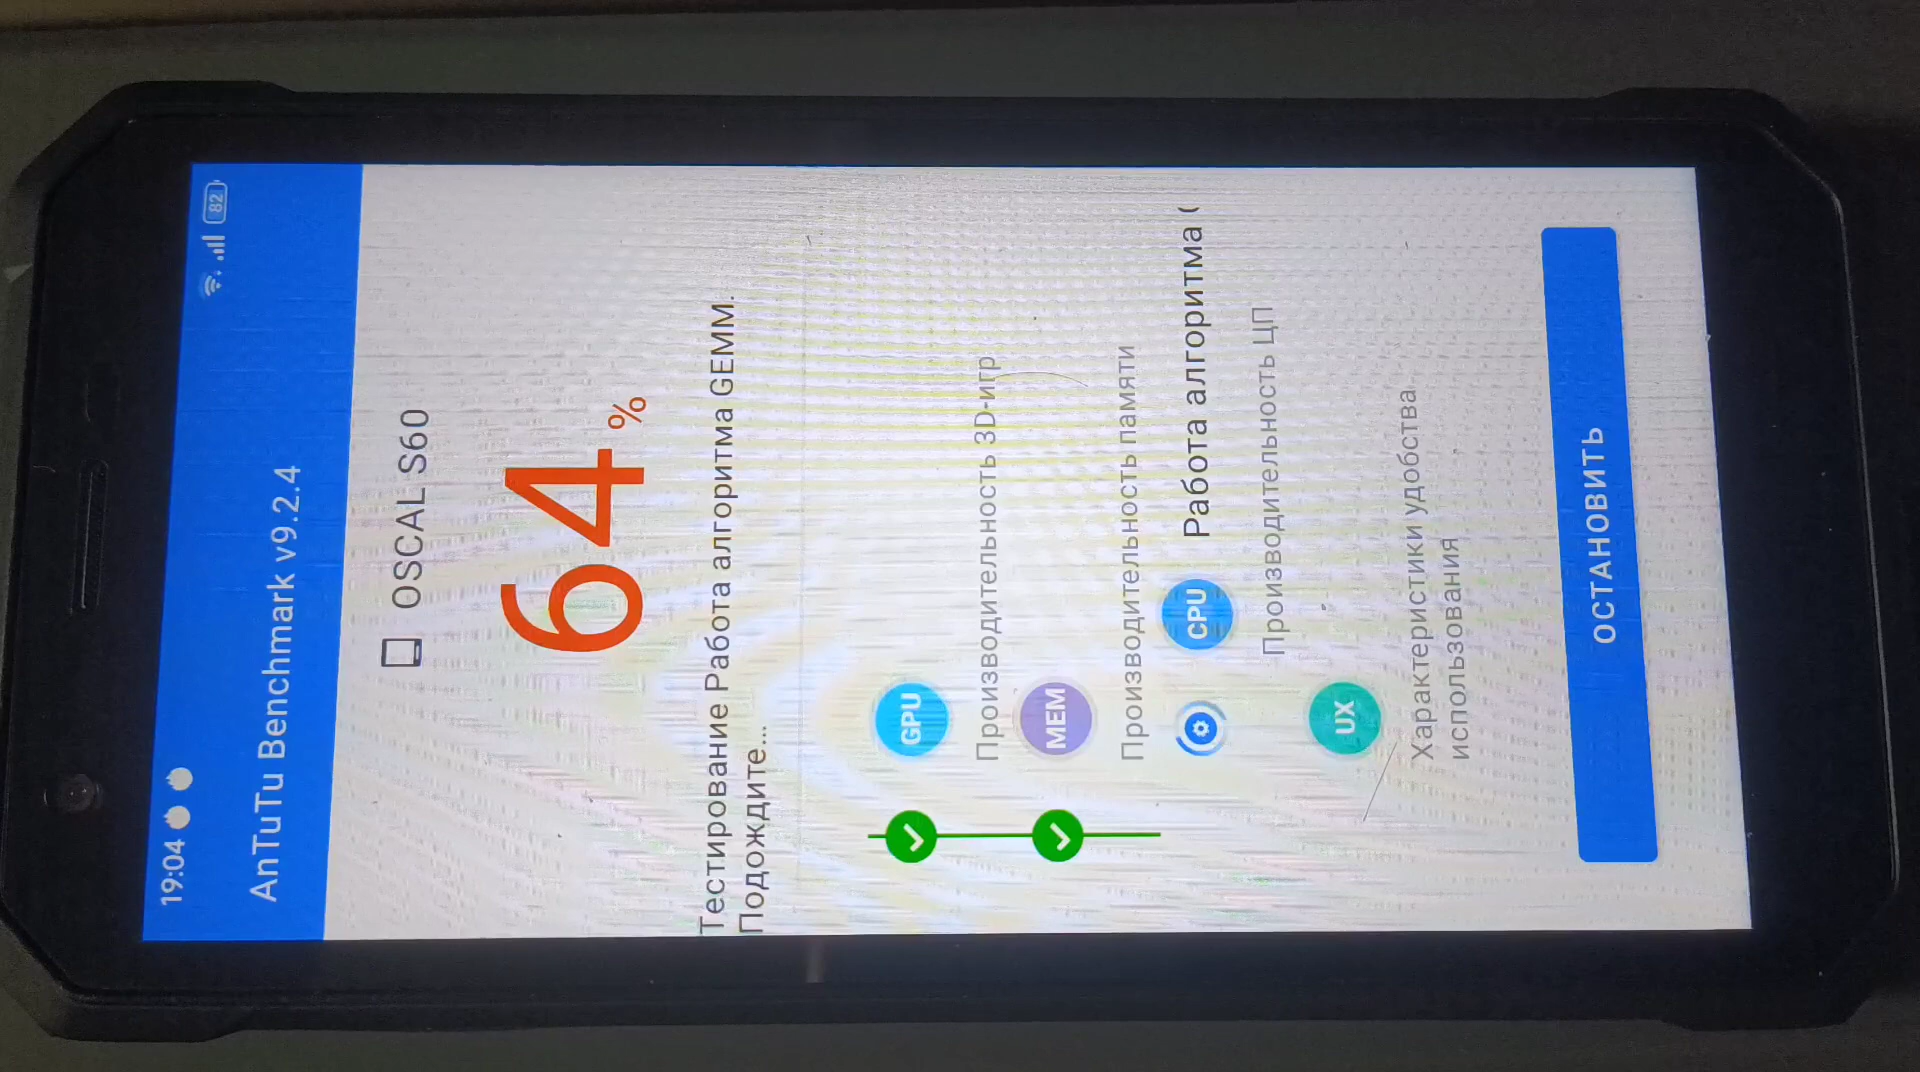 19:04
82
AnTuTu Benchmark v9.2.4
OSCAL S60
64 %
Тестирование Работа алгоритма GEMM.
Подождите...
GPU
Производительность 3D-игр
MEM
Производительность памяти
CPU
Работа алгоритма (
Производительность ЦП
UX
Характеристики удобства
использования
ОСТАНОВИТЬ